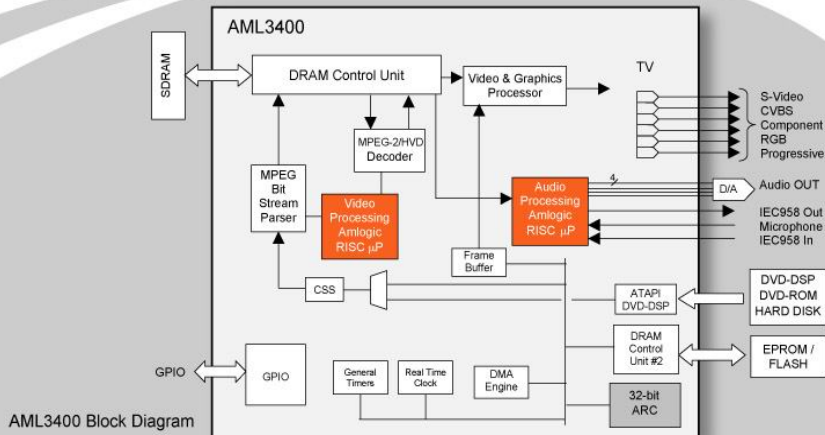 AML3400
SDRAM
DRAM Control Unit
Video & Graphics
Processor
TV
S-Video
CVBS
Component
RGB
Progressive
MPEG-2/HVD
Decoder
MPEG
Bit
Stream
Parser
Video
Processing
Amlogic
RISC µP
Audio
Processing
Amlogic
RISC µP
4
D/A
Audio OUT
IEC958 Out
Microphone
IEC958 In
Frame
Buffer
CSS
ATAPI
DVD-DSP
DVD-DSP
DVD-ROM
HARD DISK
DRAM
Control
Unit #2
EPROM /
FLASH
GPIO
GPIO
General
Timers
Real Time
Clock
DMA
Engine
32-bit
ARC
AML3400 Block Diagram